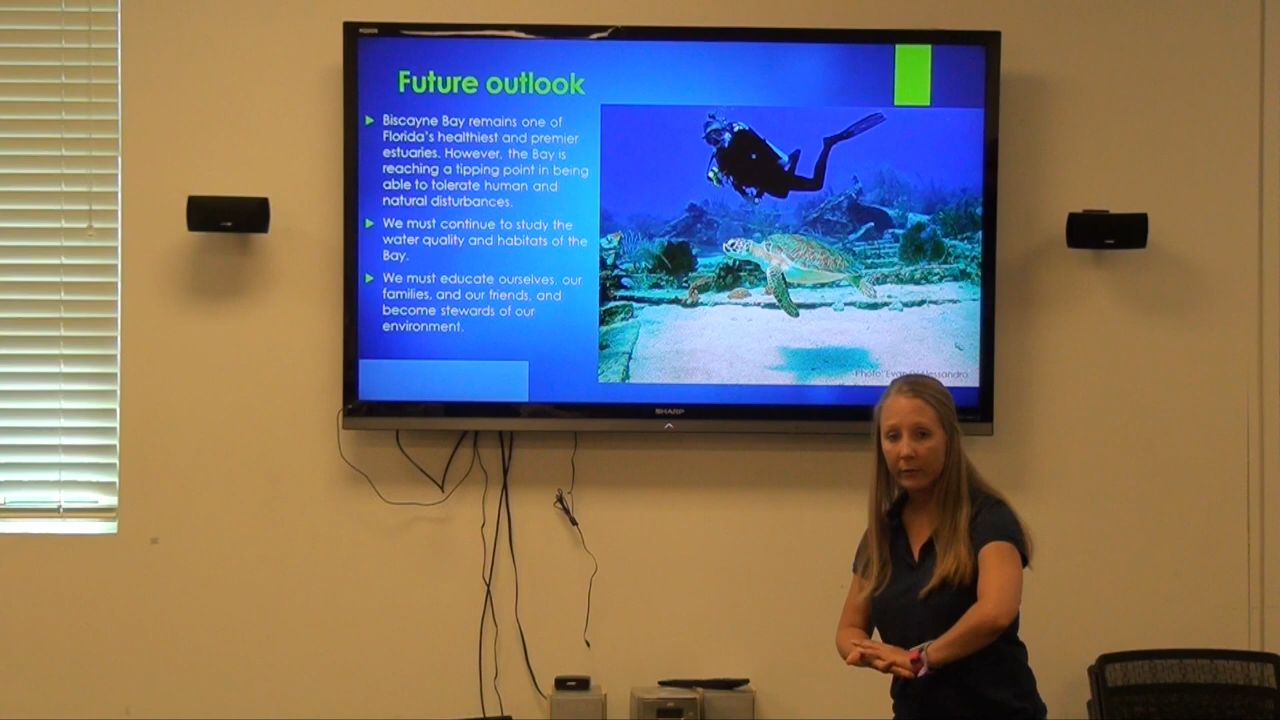 Future outlook
Biscayne Bay remains one of
Florida's healthiest and premier
estuaries. However, the Bay is
reaching a tipping point in being
able to tolerate human and
natural disturbances.
We must continue to study the
water quality and habitats of the
Bay.
We must educate ourselves, our
families, and our friends, and
become stewards of our
environment.
Photo: Evan
SHARP